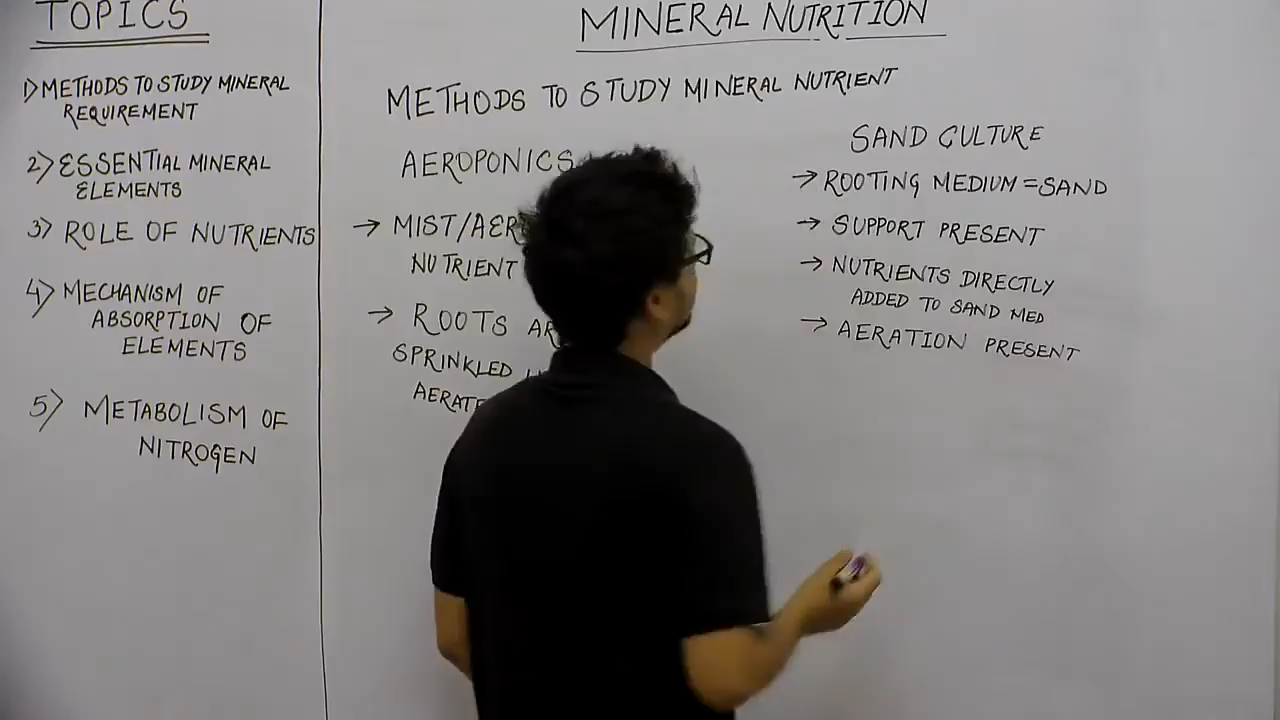 TOPICS
1) METHODS TO STUDY MINERAL
REQUIREMENT
2) ESSENTIAL MINERAL
ELEMENTS
3) ROLE OF NUTRIENTS
4) MECHANISM OF
ABSORPTION OF
ELEMENTS
5) METABOLISM OF
NITROGEN
MINERAL NUTRITION
METHODS TO STUDY MINERAL NUTRIENT
AEROPONICS
→ MIST/AER
NUTRIENT
→ ROOTS AR
SPRINKLED
AERATE
SAND CULTURE
→ ROOTING MEDIUM = SAND
→ SUPPORT PRESENT
→ NUTRIENTS DIRECTLY
ADDED TO SAND MED
→ AERATION PRESENT